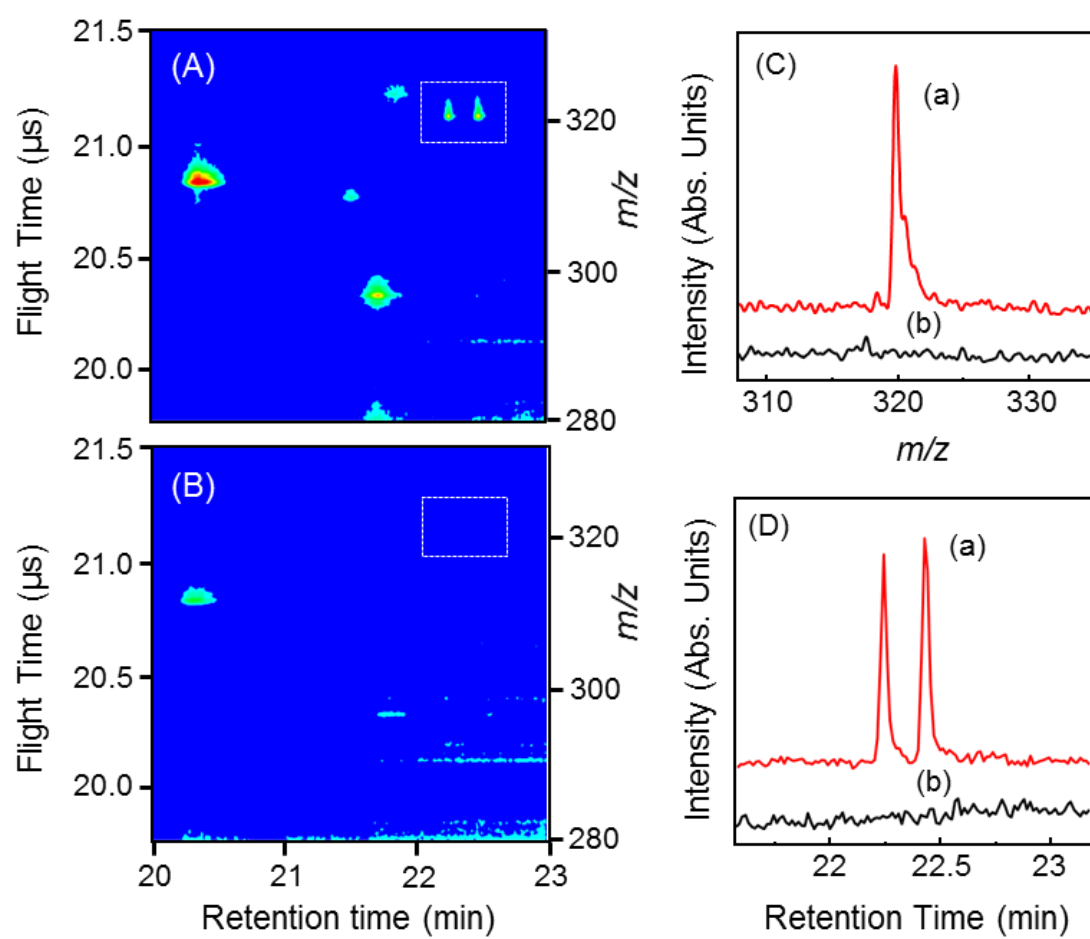 (A)
21.5
21.0
20.5
20.0
Flight Time (µs)
320
300
280
m/z
(B)
21.5
21.0
20.5
20.0
Flight Time (µs)
320
300
280
m/z
20 21 22 23
Retention time (min)
(C)
(a)
(b)
Intensity (Abs. Units)
310 320 330
m/z
(D)
(a)
(b)
Intensity (Abs. Units)
22 22.5 23
Retention Time (min)